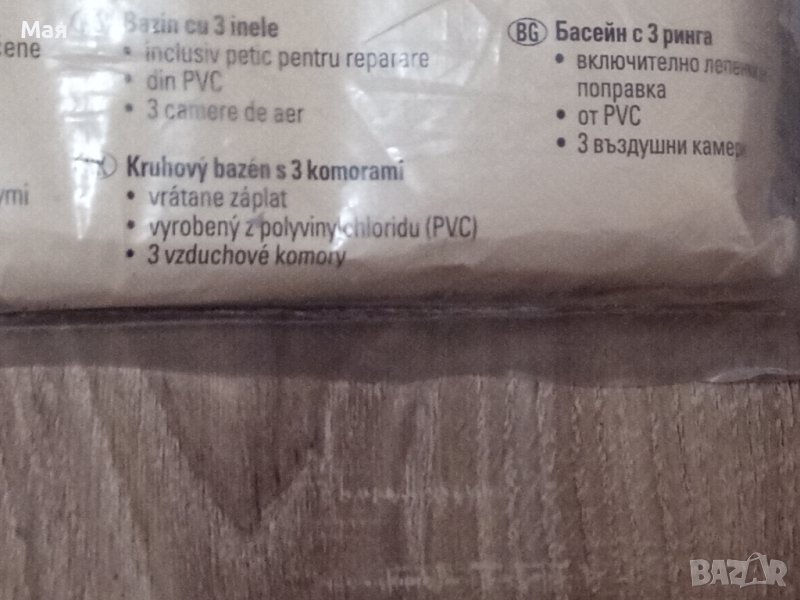 Мая
cene
Bazin cu 3 inele
• inclusiv petic pentru reparare
• din PVC
• 3 camere de aer
ymi
Kruhový bazén s 3 komorami
• vrátane záplat
• vyrobený z polyvinylchloridu (PVC)
• 3 vzduchové komory
BG Басейн с 3 ринга
• включително лепенки
поправка
• от PVC
• 3 въздушни камери
BAZAR